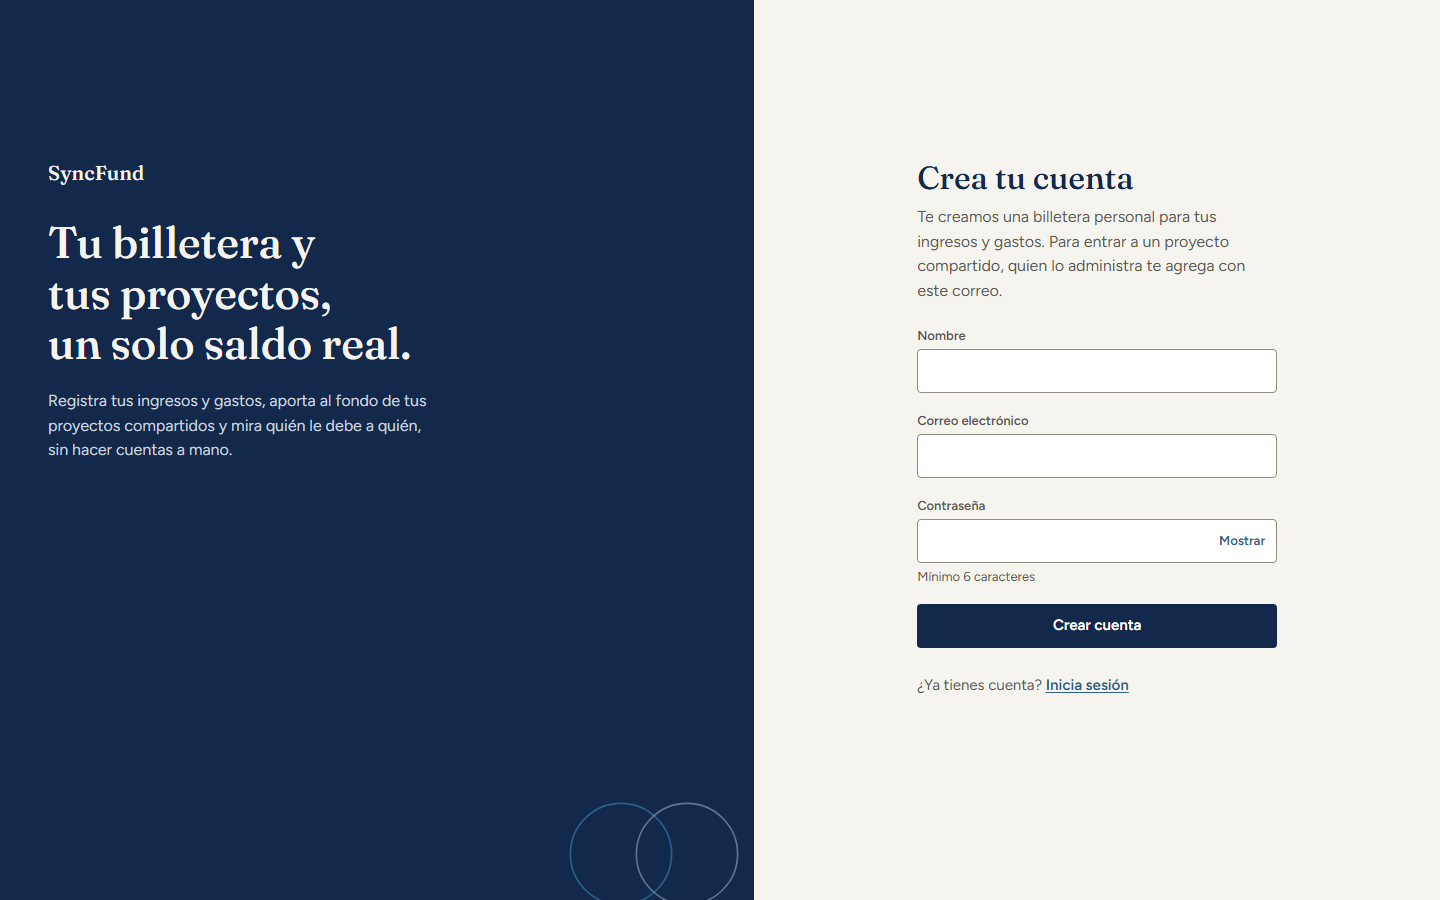 SyncFund
Tu billetera y
tus proyectos,
un solo saldo real.
Registra tus ingresos y gastos, aporta al fondo de tus
proyectos compartidos y mira quién le debe a quién,
sin hacer cuentas a mano.
Crea tu cuenta
Te creamos una billetera personal para tus
ingresos y gastos. Para entrar a un proyecto
compartido, quien lo administra te agrega con
este correo.
Nombre
Correo electrónico
Contraseña
Mostrar
Mínimo 6 caracteres
Crear cuenta
¿Ya tienes cuenta? Inicia sesión